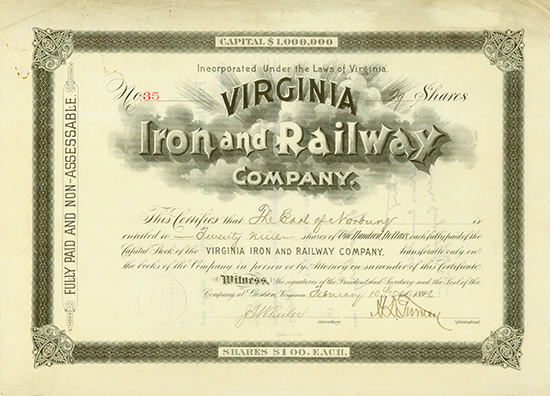 CAPITAL $1,000,000
Incorporated Under the Laws of Virginia.
No. 35 29 Shares
VIRGINIA
Iron and Railway
COMPANY.
FULLY PAID AND NON-ASSESSABLE.
This Certifies that The Earl of Norbury is
entitled to Twenty nine shares of One Hundred Dollars each fully paid of the
Capital Stock of the VIRGINIA IRON AND RAILWAY COMPANY, transferable only on
the books of the Company in person or by Attorney on surrender of this Certificate
Witness, the signatures of the President and Secretary and the Seal of the
Company at Virginia February 10th
secretary president
SHARES $100. EACH.